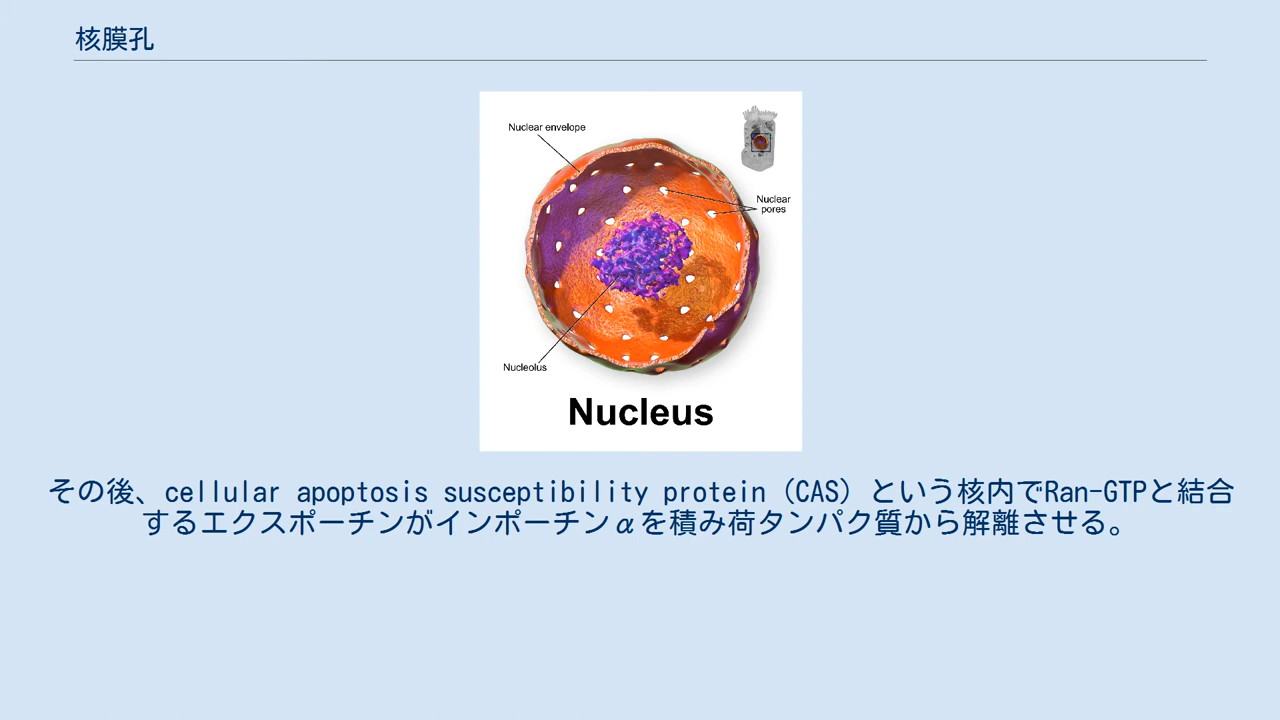 核膜孔
Nuclear envelope
Nuclear
pores
Nucleolus
Nucleus
その後、cellular apoptosis susceptibility protein（CAS）という核内でRan-GTPと結合
するエクスポーチンがインポーチンαを積み荷タンパク質から解離させる。